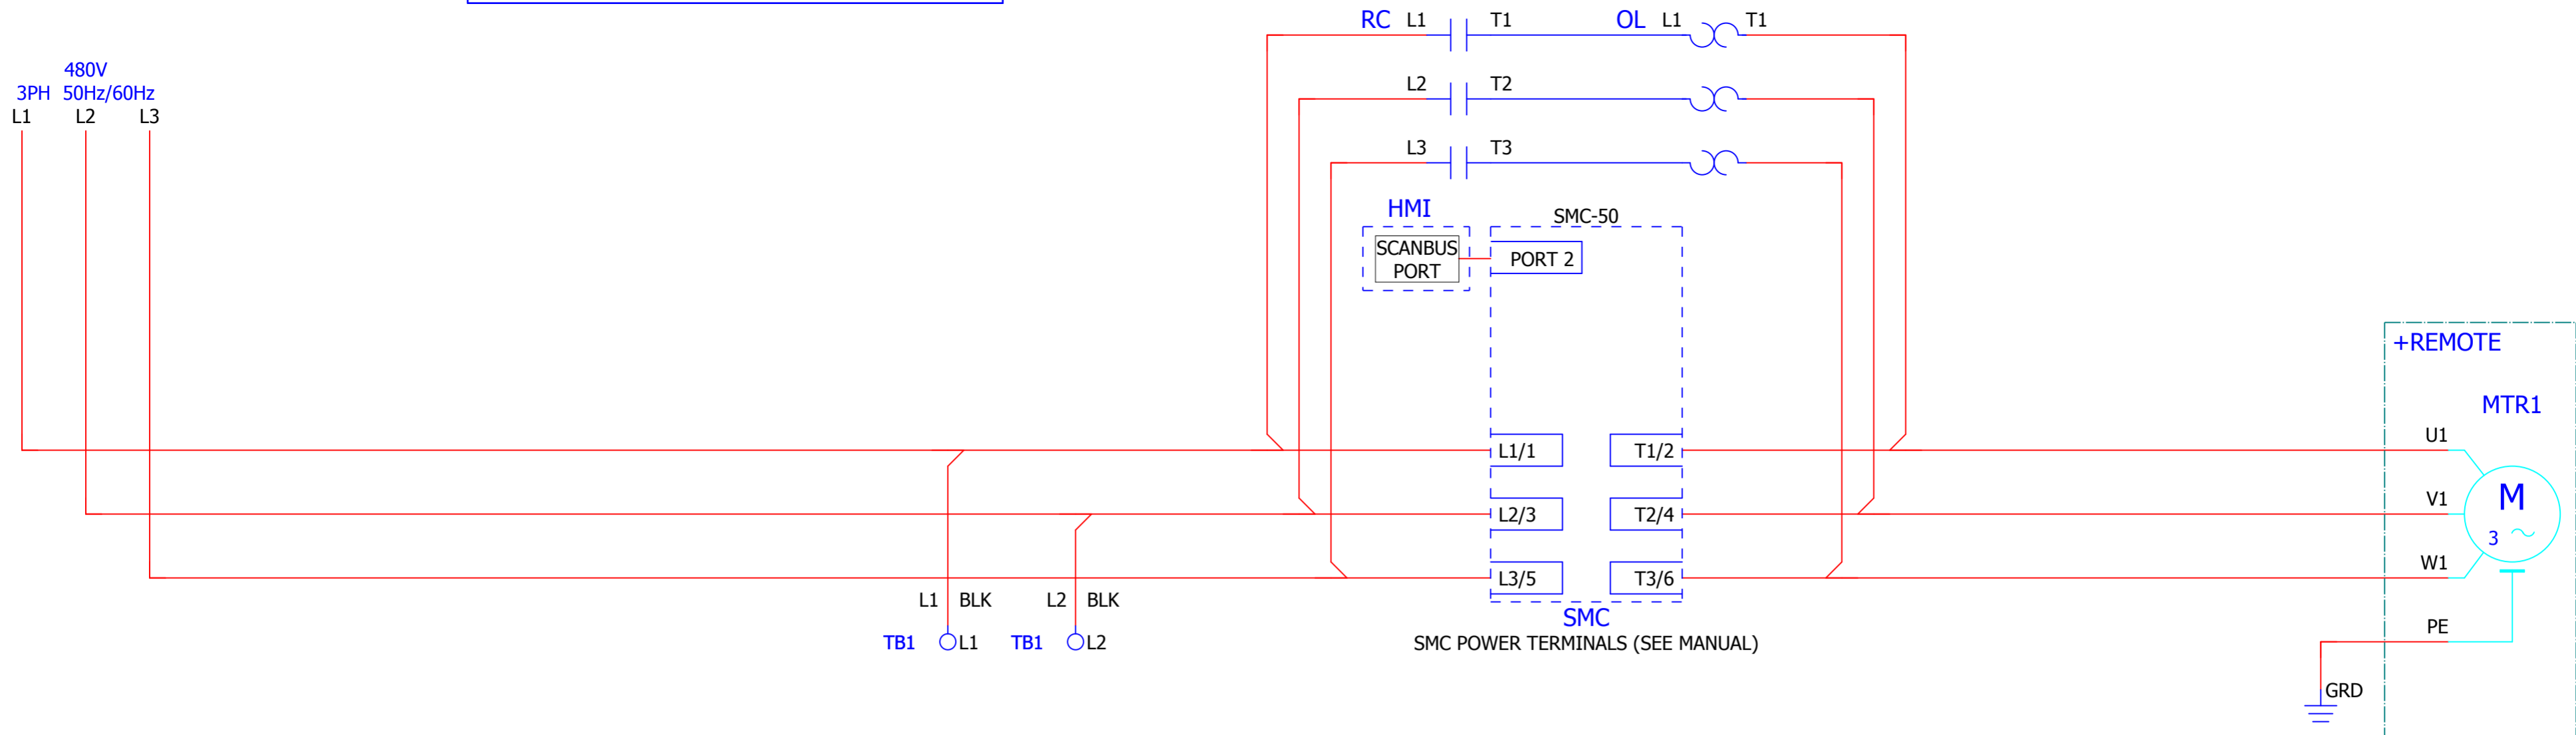 RC L1 T1 OL L1 T1
480V
3PH 50Hz/60Hz
L1 L2 L3
L2 T2
L3 T3
HMI
SMC-50
SCANBUS
PORT
PORT 2
+REMOTE
MTR1
U1
L1/1 T1/2
V1
M
3
L2/3 T2/4
W1
L3/5 T3/6
L1 BLK L2 BLK
SMC
PE
TB1 L1 TB1 L2
SMC POWER TERMINALS (SEE MANUAL)
GRD